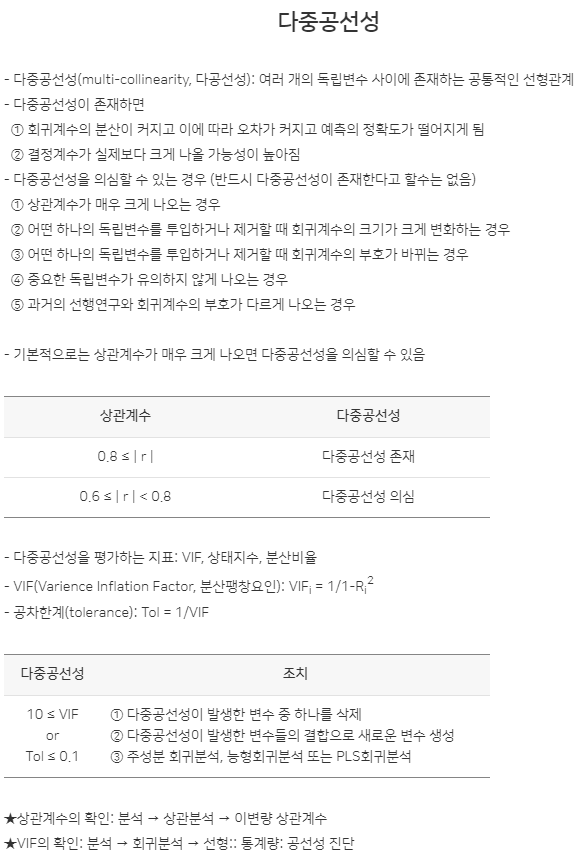 다중공선성
- 다중공선성(multi-collinearity, 다공선성): 여러 개의 독립변수 사이에 존재하는 공통적인 선형관계
- 다중공선성이 존재하면
① 회귀계수의 분산이 커지고 이에 따라 오차가 커지고 예측의 정확도가 떨어지게 됨
② 결정계수가 실제보다 크게 나올 가능성이 높아짐
- 다중공선성을 의심할 수 있는 경우 (반드시 다중공선성이 존재한다고 할수는 없음)
① 상관계수가 매우 크게 나오는 경우
② 어떤 하나의 독립변수를 투입하거나 제거할 때 회귀계수의 크기가 크게 변화하는 경우
③ 어떤 하나의 독립변수를 투입하거나 제거할 때 회귀계수의 부호가 바뀌는 경우
④ 중요한 독립변수가 유의하지 않게 나오는 경우
⑤ 과거의 선행연구와 회귀계수의 부호가 다르게 나오는 경우
- 기본적으로는 상관계수가 매우 크게 나오면 다중공선성을 의심할 수 있음
상관계수 다중공선성
0.8 ≤ | r | 다중공선성 존재
0.6 ≤ | r | < 0.8 다중공선성 의심
- 다중공선성을 평가하는 지표: VIF, 상태지수, 분산비율
- VIF(Varience Inflation Factor, 분산팽창요인): VIFi = 1/1-Ri2
- 공차한계(tolerance): Tol = 1/VIF
다중공선성 조치
10 ≤ VIF ① 다중공선성이 발생한 변수 중 하나를 삭제
or ② 다중공선성이 발생한 변수들의 결합으로 새로운 변수 생성
Tol ≤ 0.1 ③ 주성분 회귀분석, 능형회귀분석 또는 PLS회귀분석
★상관계수의 확인: 분석 → 상관분석 → 이변량 상관계수
★VIF의 확인: 분석 → 회귀분석 → 선형:: 통계량: 공선성 진단